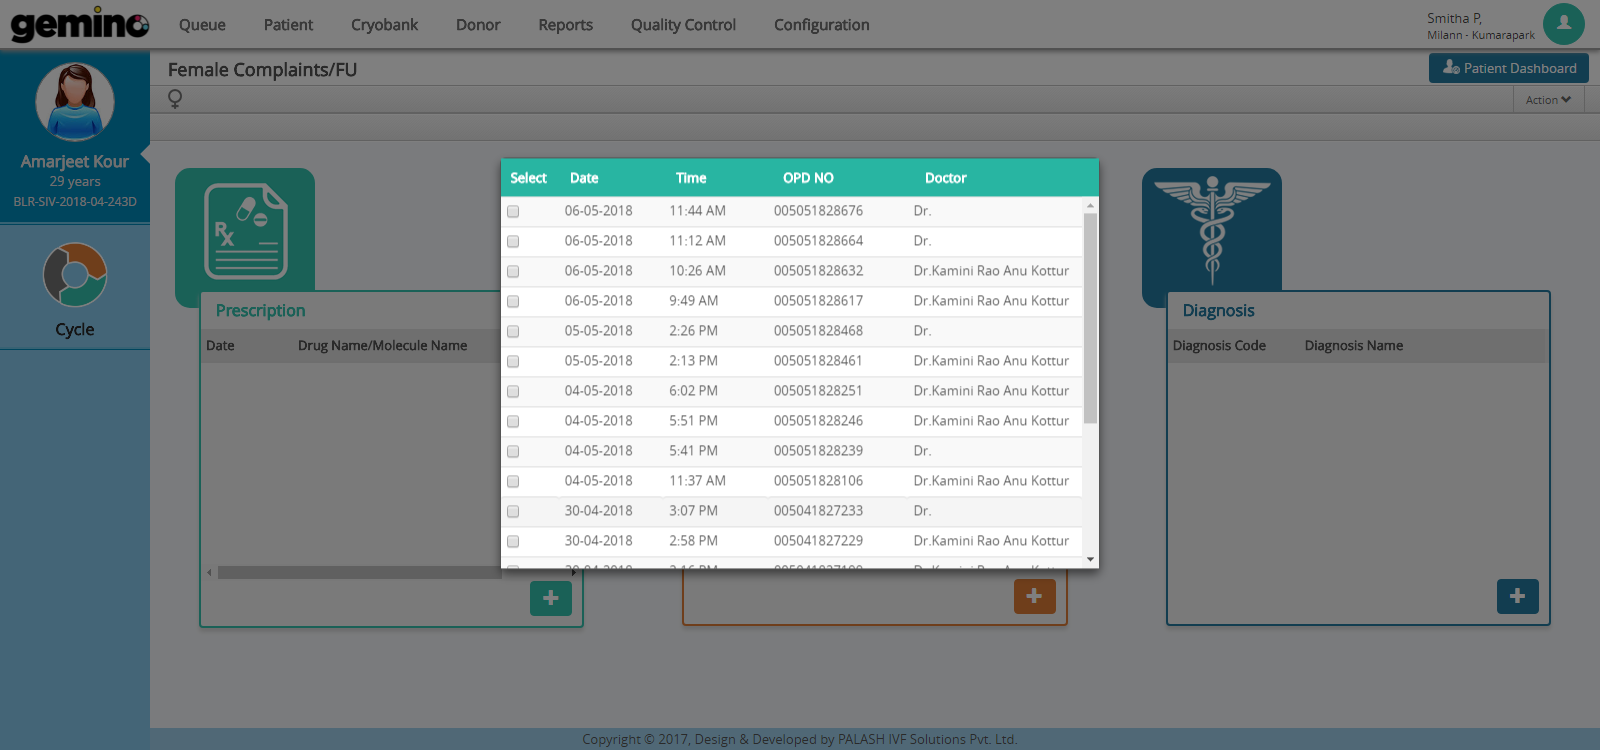 gemino Queue Patient Cryobank Donor Reports Quality Control Configuration
Smitha P,
Milann - Kumarapark
Female Complaints/FU
Patient Dashboard
Action
Amarjeet Kour
29 years
BLR-SIV-2018-04-243D
Cycle
Rx
Prescription
Date Drug Name/Molecule Name
Select Date Time OPD NO Doctor
06-05-2018 11:44 AM 005051828676 Dr.
06-05-2018 11:12 AM 005051828664 Dr.
06-05-2018 10:26 AM 005051828632 Dr.Kamini Rao Anu Kottur
06-05-2018 9:49 AM 005051828617 Dr.Kamini Rao Anu Kottur
05-05-2018 2:26 PM 005051828468 Dr.
05-05-2018 2:13 PM 005051828461 Dr.Kamini Rao Anu Kottur
04-05-2018 6:02 PM 005051828251 Dr.Kamini Rao Anu Kottur
04-05-2018 5:51 PM 005051828246 Dr.Kamini Rao Anu Kottur
04-05-2018 5:41 PM 005051828239 Dr.
04-05-2018 11:37 AM 005051828106 Dr.Kamini Rao Anu Kottur
30-04-2018 3:07 PM 005041827233 Dr.
30-04-2018 2:58 PM 005041827229 Dr.Kamini Rao Anu Kottur
Diagnosis
Diagnosis Code Diagnosis Name
Copyright © 2017, Design & Developed by PALASH IVF Solutions Pvt. Ltd.